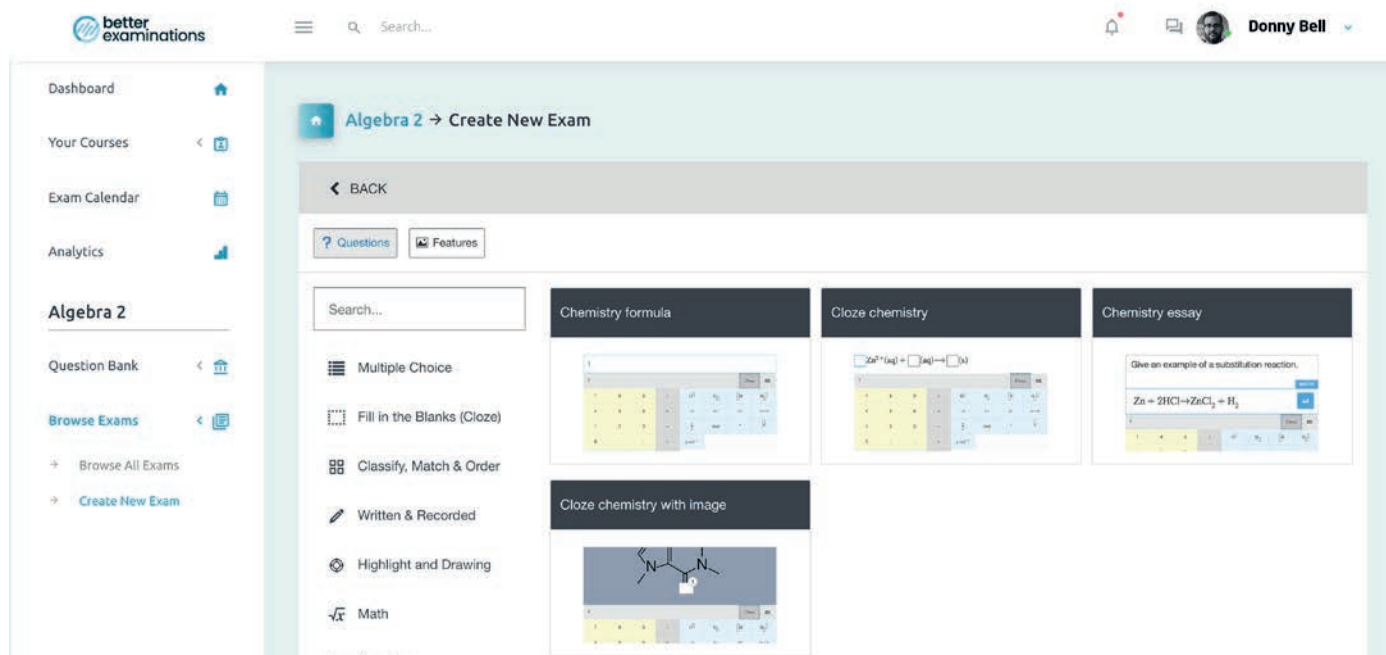 better
examinations
Search...
Donny Bell
Dashboard
Your Courses
Exam Calendar
Analytics
Algebra 2
Question Bank
Browse Exams
→ Browse All Exams
→ Create New Exam
Algebra 2 → Create New Exam
BACK
? Questions
Features
Search...
Multiple Choice
Fill in the Blanks (Cloze)
Classify, Match & Order
Written & Recorded
Highlight and Drawing
√x Math
Chemistry formula
Cloze chemistry
Zn²⁺(aq) + (aq) → (s)
Chemistry essay
Give an example of a substitution reaction.
Zn + 2HCl→ZnCl₂ + H₂
Cloze chemistry with image
N
N